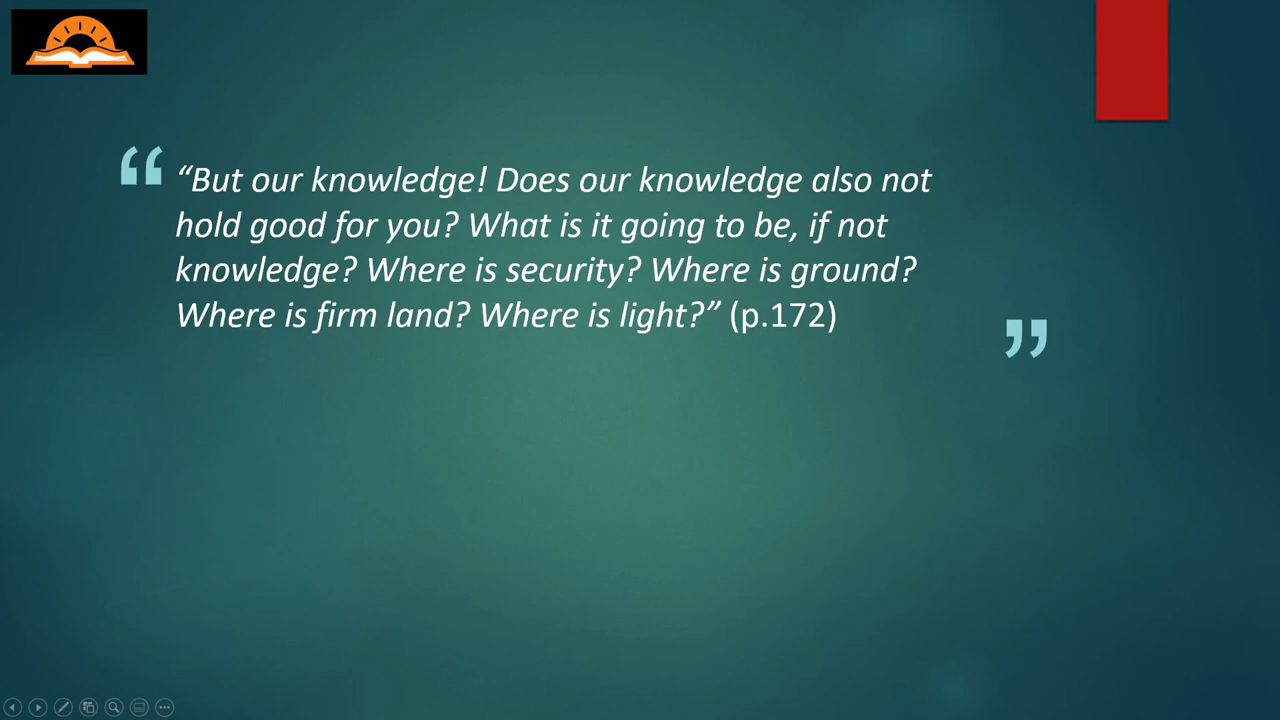 “But our knowledge! Does our knowledge also not
hold good for you? What is it going to be, if not
knowledge? Where is security? Where is ground?
Where is firm land? Where is light?” (p.172)